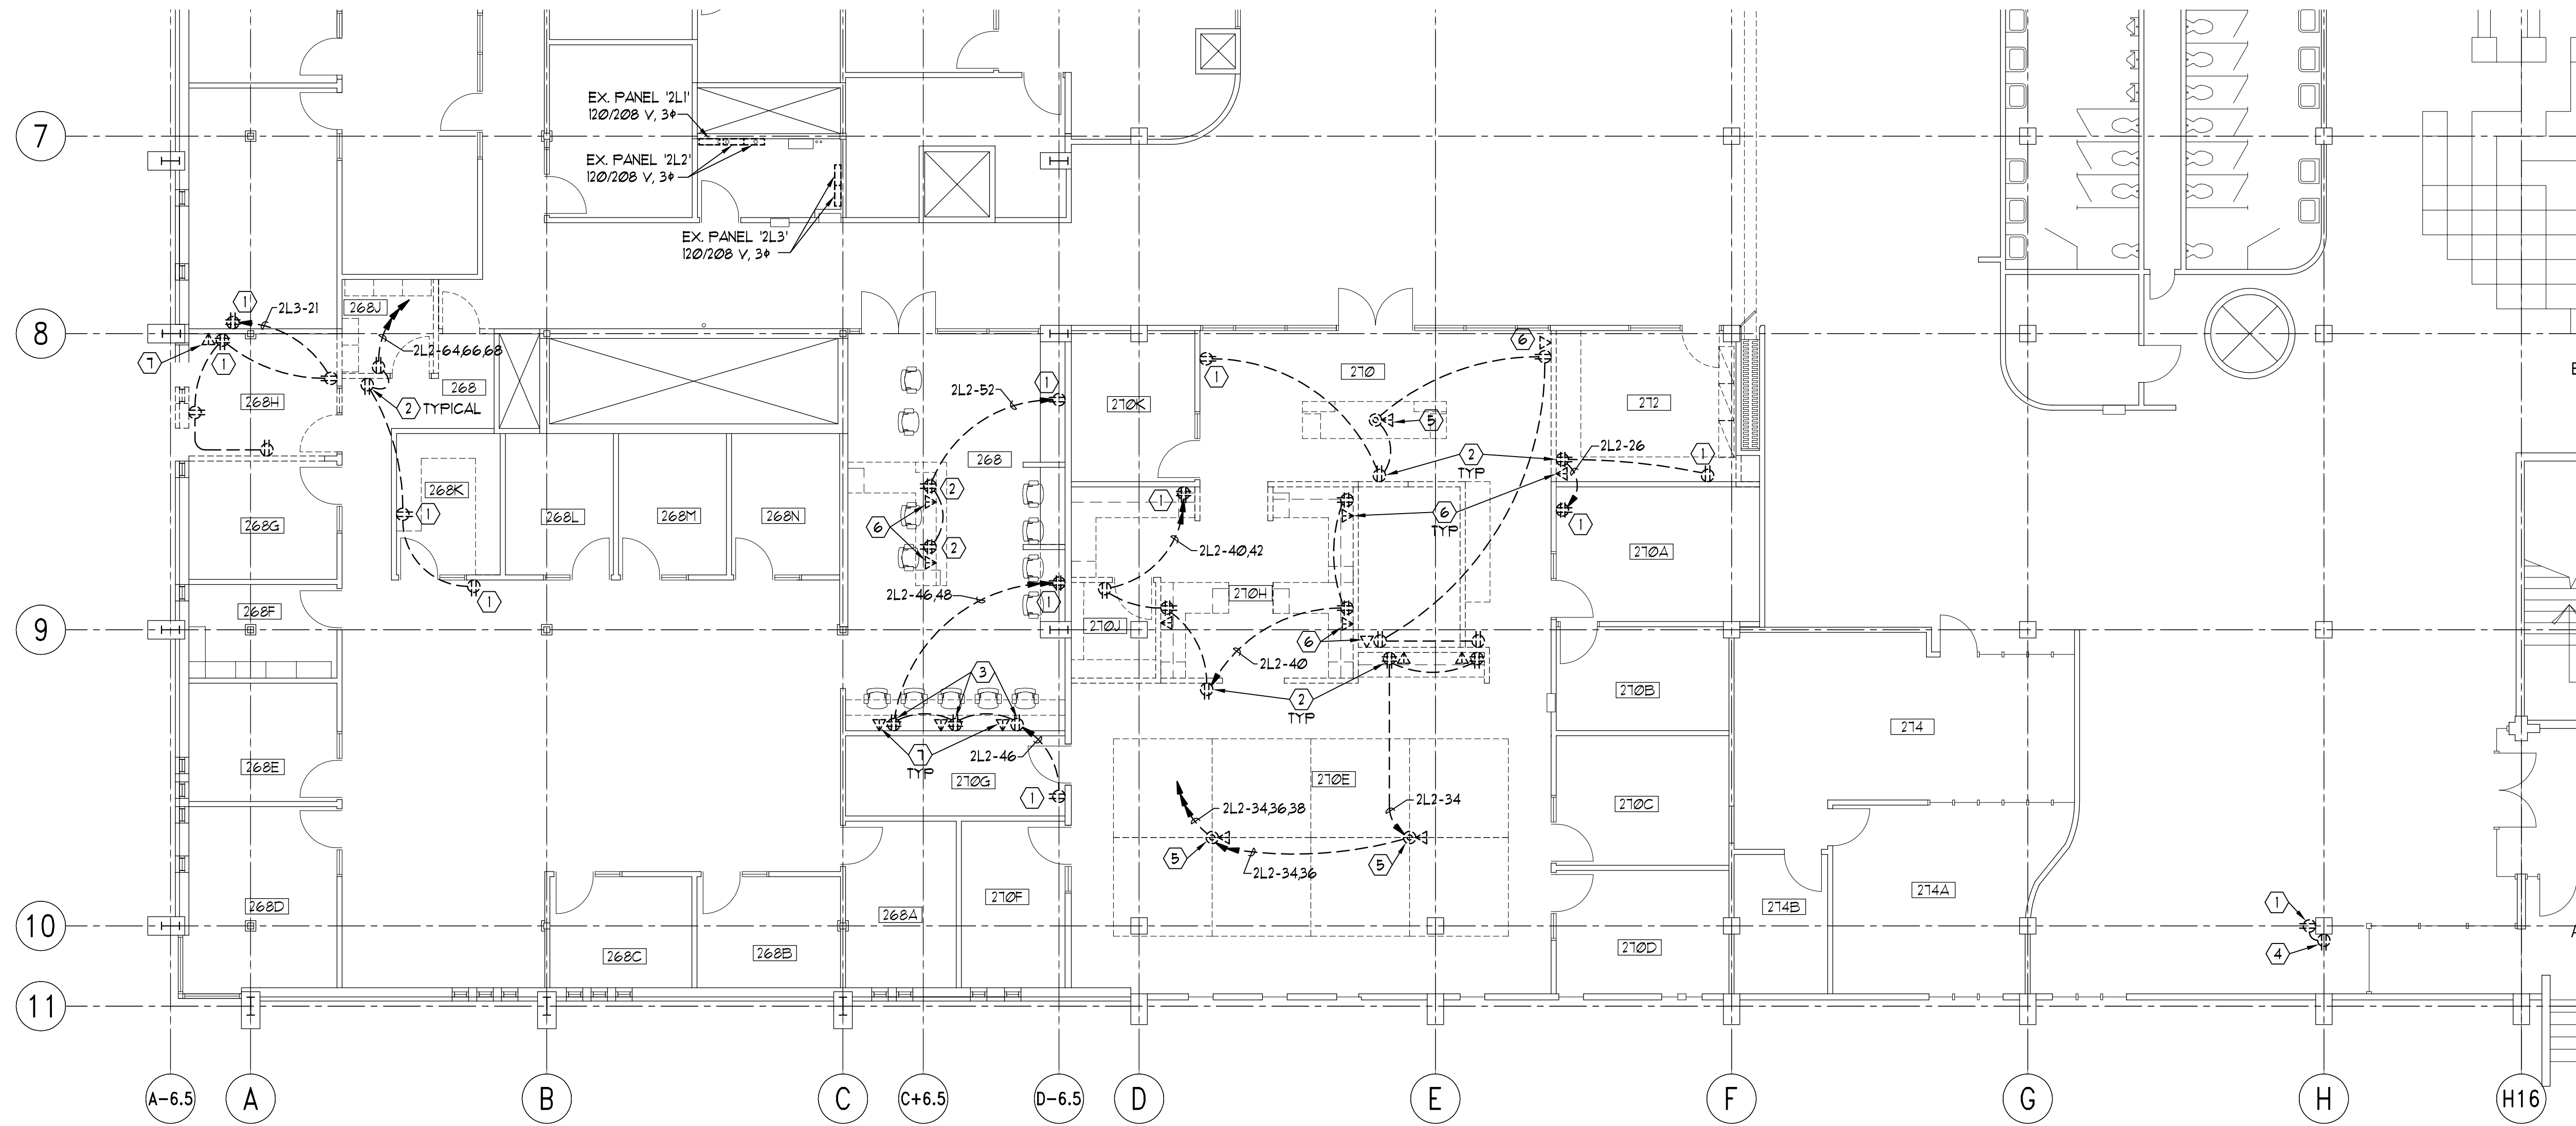 EX. PANEL '2L1'
120/208 V, 3ϕ
7
EX. PANEL '2L2'
120/208 V, 3ϕ
EX. PANEL '2L3'
120/208 V, 3ϕ
1
2L3-21
268J
8
2L2-64,66,68
7
1
268
2 TYPICAL
268H
6
270
1
2L2-52
1
270K
272
5
2
TYP
2L2-26
1
268
268K
1
2
1
6
TYP
268G
268L
268M
268N
6
1
2
2L2-40,42
270A
1
2L2-46,48
1
270H
268F
9
270J
6
2L2-40
3
2
TYP
270B
274
7
TYP
2L2-46
268E
270G
1
270E
2L2-34,36,38
2L2-34
270C
5
5
2L2-34,36
268D
270F
268A
274B
274A
1
10
268C
268B
270D
4
11
A-6.5
A
B
C
C+6.5
D-6.5
D
E
F
G
H
H16